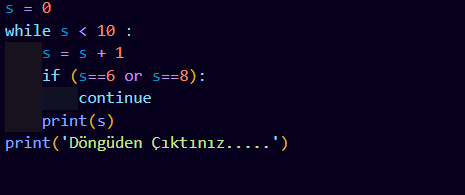 s = 0
while s < 10 :
    s = s + 1
    if (s==6 or s==8):
        continue
    print(s)
print('Döngüden Çıktınız.....')